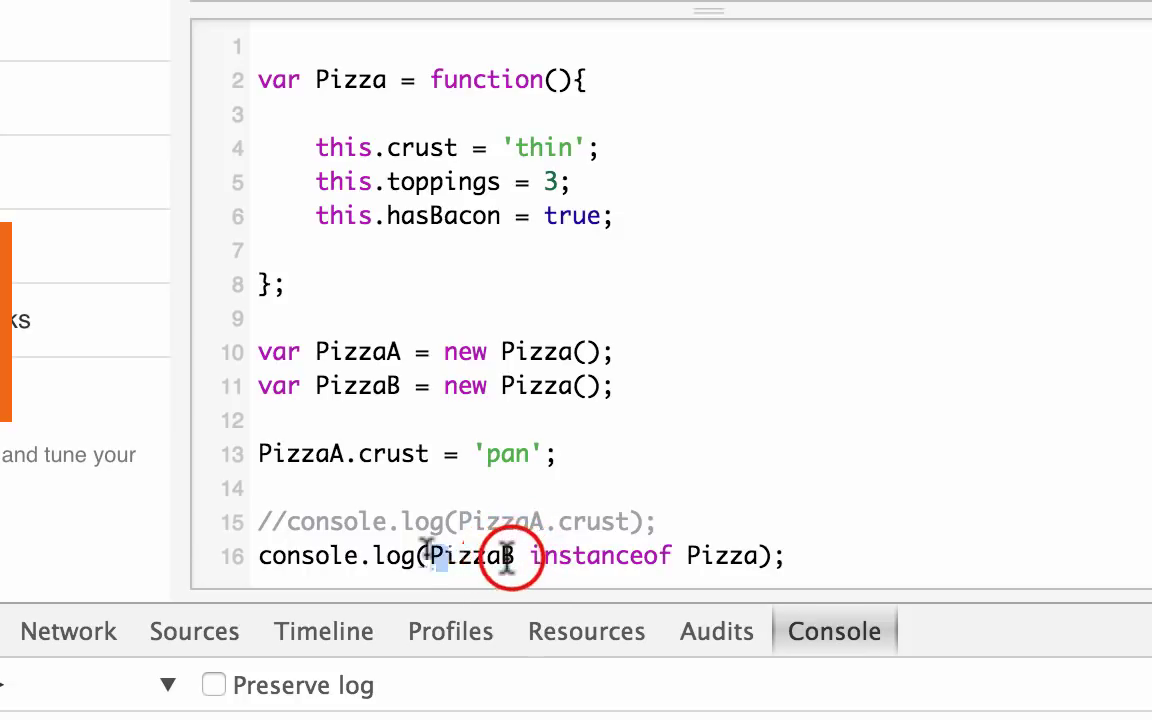 1
2 var Pizza = function(){
3
4 this.crust = 'thin';
5 this.toppings = 3;
6 this.hasBacon = true;
7
8 };
9
ks
10 var PizzaA = new Pizza();
11 var PizzaB = new Pizza();
12
and tune your
13 PizzaA.crust = 'pan';
14
15 //console.log(PizzaA.crust);
16 console.log(PizzaB instanceof Pizza);
Network Sources Timeline Profiles Resources Audits Console
▼ Preserve log